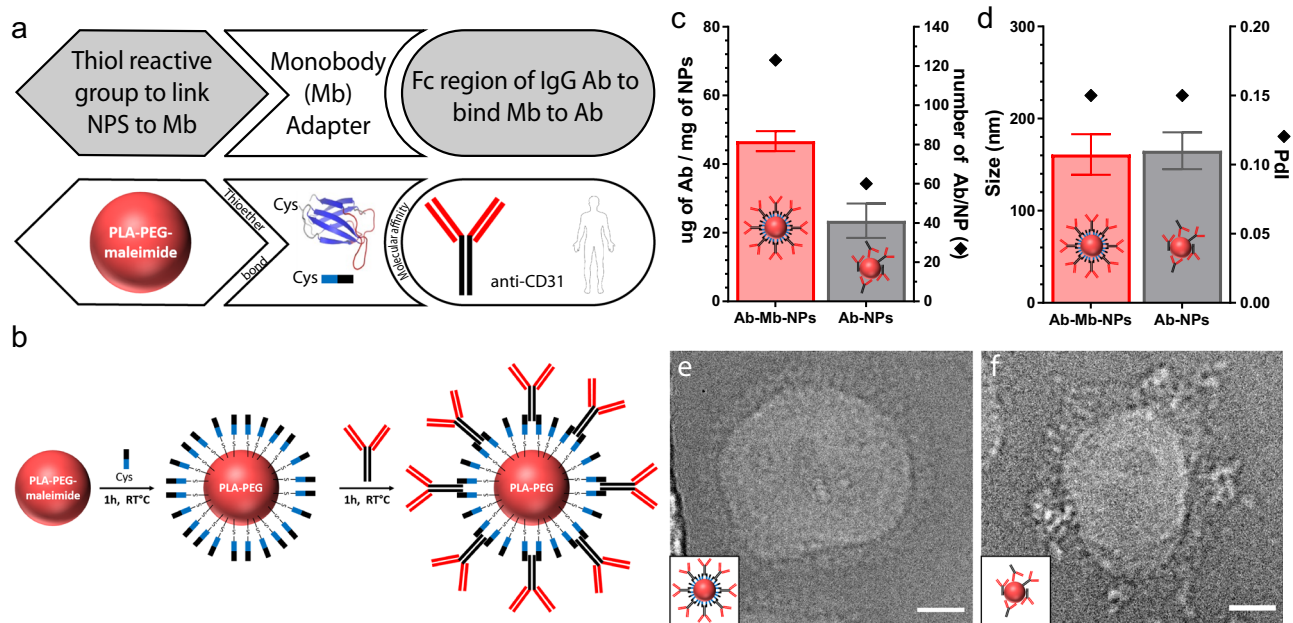 a
Thiol reactive
group to link
NPS to Mb
Monobody
(Mb)
Adapter
Fc region of IgG Ab to
bind Mb to Ab
PLA-PEG-
maleimide
Thioether
bond
Cys
Cys
Molecular affinity
anti-CD31
b
PLA-PEG-
maleimide
Cys
1h, RT°C
S S S S S S S S S S S S S S S S S S S S S S S S
PLA-PEG
1h, RT°C
S S S S S S S S S S S S S S S S S S S S S S S S
PLA-PEG
c
ug of Ab / mg of NPs
80
60
40
20
0
140
120
100
80
60
40
20
0
number of Ab/NP (◆)
Ab-Mb-NPs
Ab-NPs
d
Size (nm)
300
240
180
120
60
0
0.20
0.15
0.10
0.05
0.00
◆ PdI
Ab-Mb-NPs
Ab-NPs
e
f